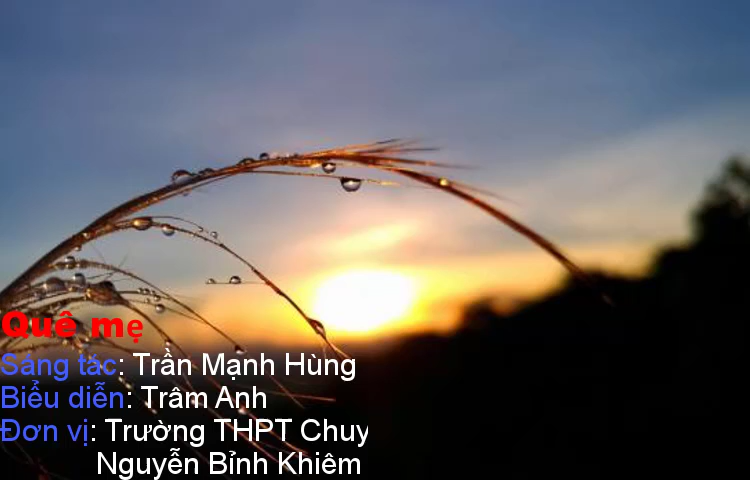 Quê mẹ
Sáng tác: Trần Mạnh Hùng
Biểu diễn: Trâm Anh
Đơn vị: Trường THPT Chuy
Nguyễn Bỉnh Khiêm